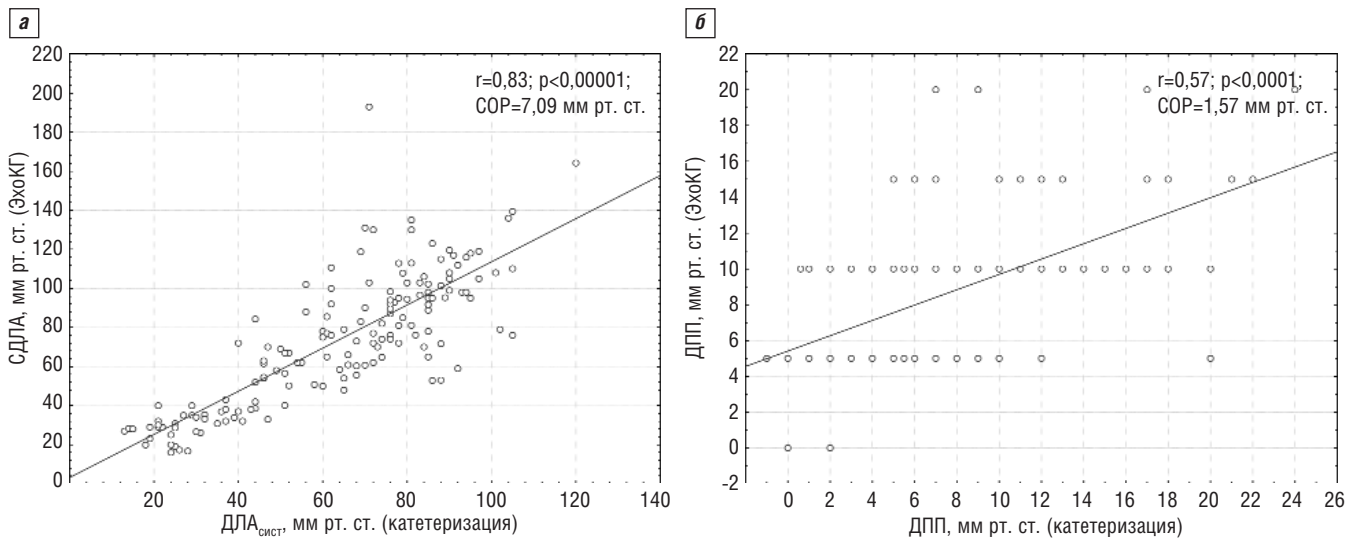 а
220
200
180
160
140
120
100
80
60
40
20
0
СДЛА, мм рт. ст. (ЭхоКГ)
r=0,83; p<0,00001;
СОР=7,09 мм рт. ст.
20 40 60 80 100 120 140
ДЛАсист, мм рт. ст. (катетеризация)
б
22
20
18
16
14
12
10
8
6
4
2
0
-2
ДПП, мм рт. ст. (ЭхоКГ)
r=0,57; p<0,0001;
СОР=1,57 мм рт. ст.
0 2 4 6 8 10 12 14 16 18 20 22 24 26
ДПП, мм рт. ст. (катетеризация)